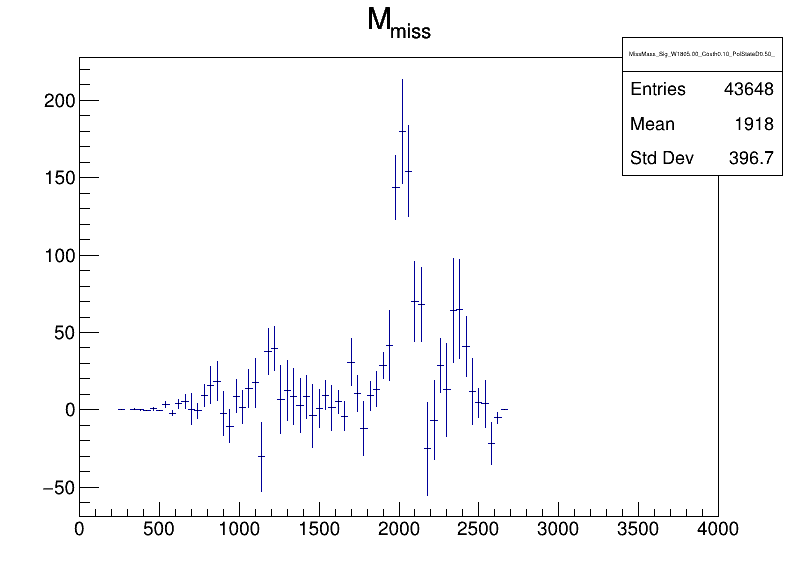 M_miss
MissMass_Sig_W1805.00_Costh0.10_PolStateD0.50_
Entries 43648
Mean 1918
Std Dev 396.7
200
150
100
50
0
−50
0 500 1000 1500 2000 2500 3000 3500 4000